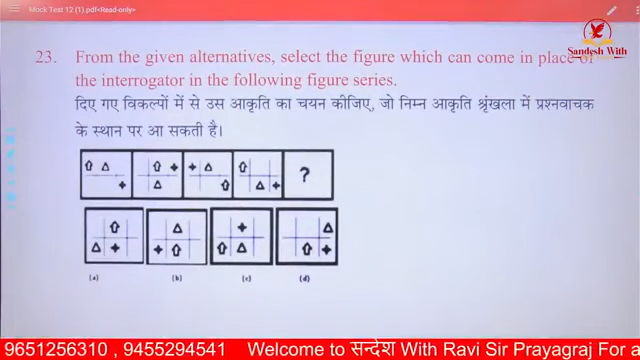 Mock Test 12 (1).pdf<Read-only>
Sandesh With
23. From the given alternatives, select the figure which can come in place of
the interrogator in the following figure series.
दिए गए विकल्पों में से उस आकृति का चयन कीजिए, जो निम्न आकृति श्रृंखला में प्रश्नवाचक
के स्थान पर आ सकती है।
?
(a) (b) (c) (d)
9651256310 , 9455294541 Welcome to सन्देश With Ravi Sir Prayagraj For a